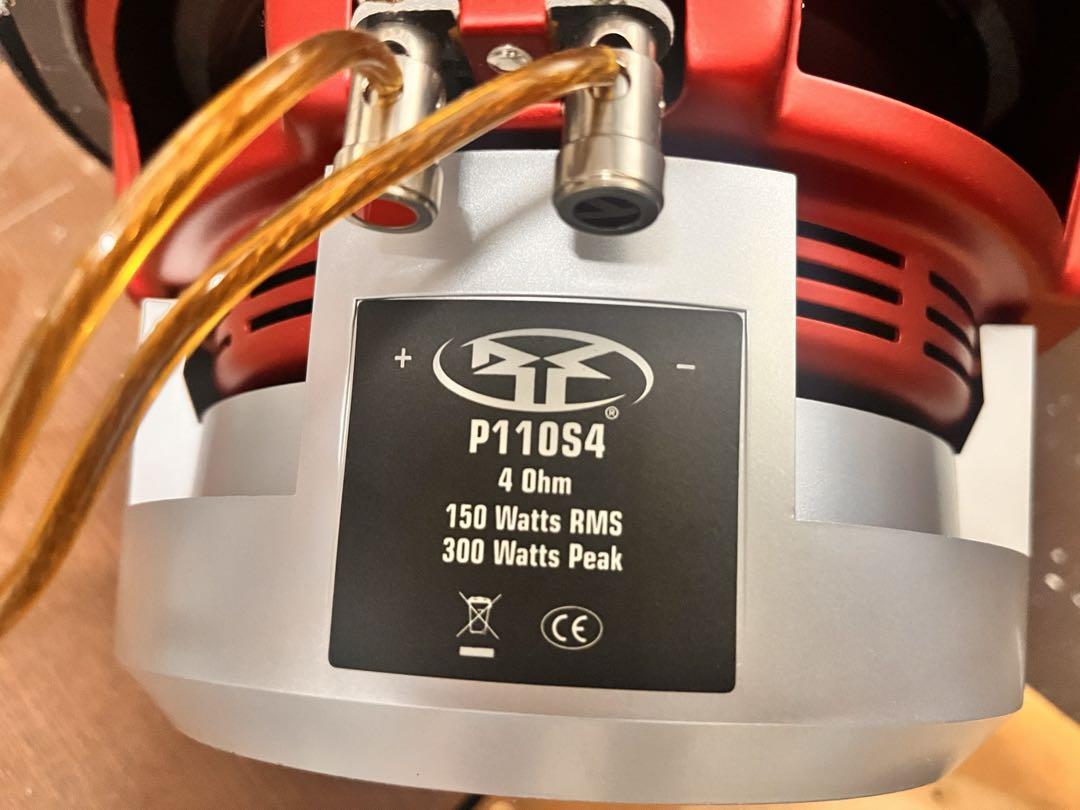 + -
®
P110S4
4 Ohm
150 Watts RMS
300 Watts Peak
CE